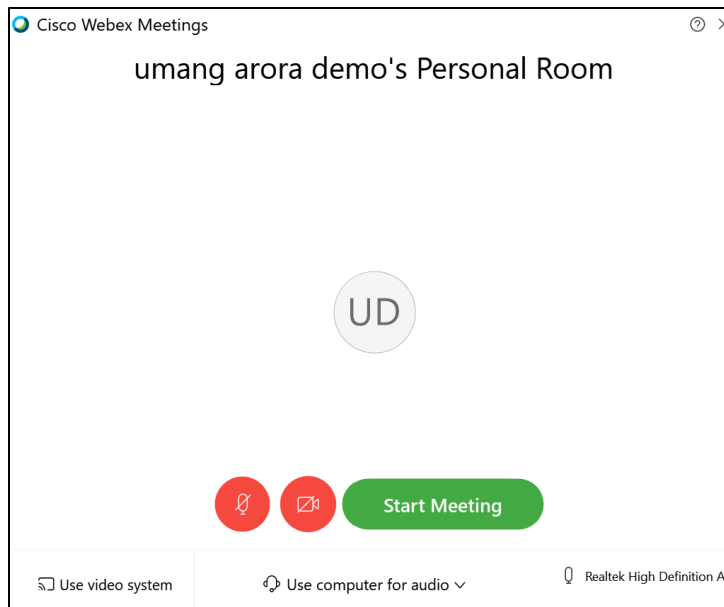 Cisco Webex Meetings
umang arora demo's Personal Room
UD
Start Meeting
Use video system
Use computer for audio
Realtek High Definition A